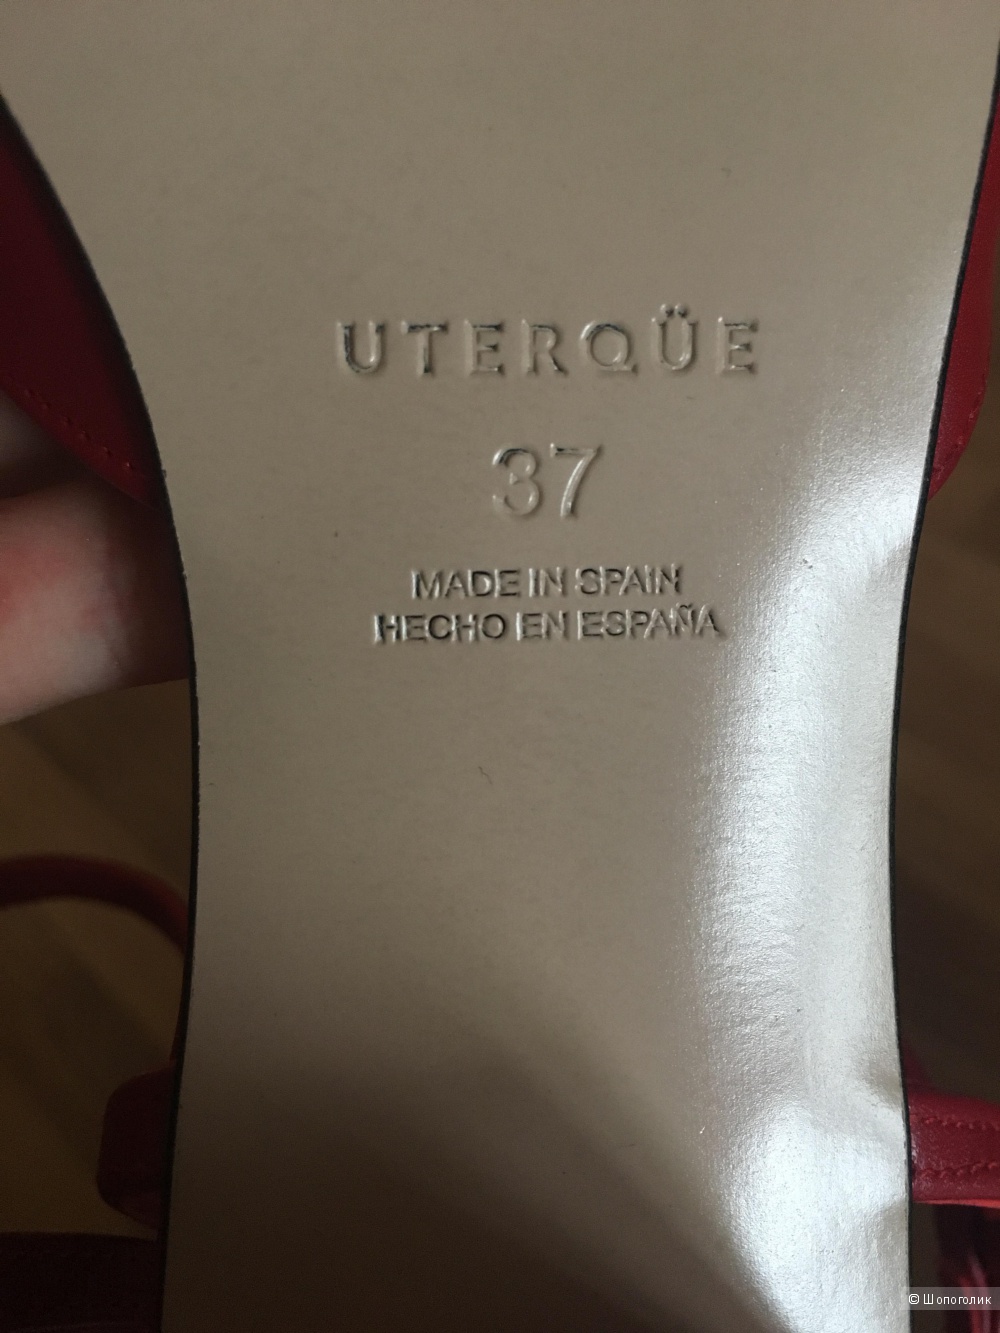 UTERQÜE
37
MADE IN SPAIN
HECHO EN ESPAÑA
© Шопоголик